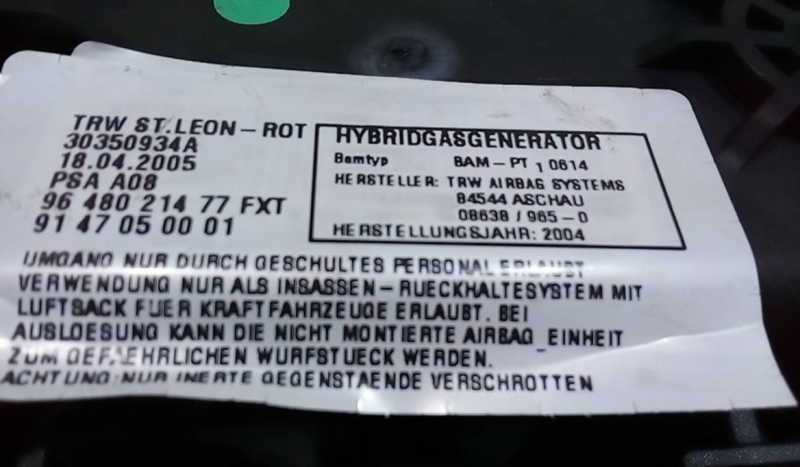 TRW ST.LEON-ROT
30350934A
18.04.2005
PSA A08
96 480 214 77 FXT
91 47 05 00 01
HYBRIDGASGENERATOR
Bamtyp BAM-PT 1 0614
HERSTELLER: TRW AIRBAG SYSTEMS
84544 ASCHAU
08638 / 965-0
HERSTELLUNGSJAHR: 2004
UMGANG NUR DURCH GESCHULTES PERSONAL ERLAUBT
VERWENDUNG NUR ALS INSASSEN-RUECKHALTESYSTEM MIT
LUFTSACK FUER KRAFTFAHRZEUGE ERLAUBT. BEI
AUSLOESUNG KANN DIE NICHT MONTIERTE AIRBAG_EINHEIT
ZUM GEFAEHRLICHEN WURFSTUECK WERDEN.
ACHTUNG:NUR INERTE GEGENSTAENDE VERSCHROTTEN